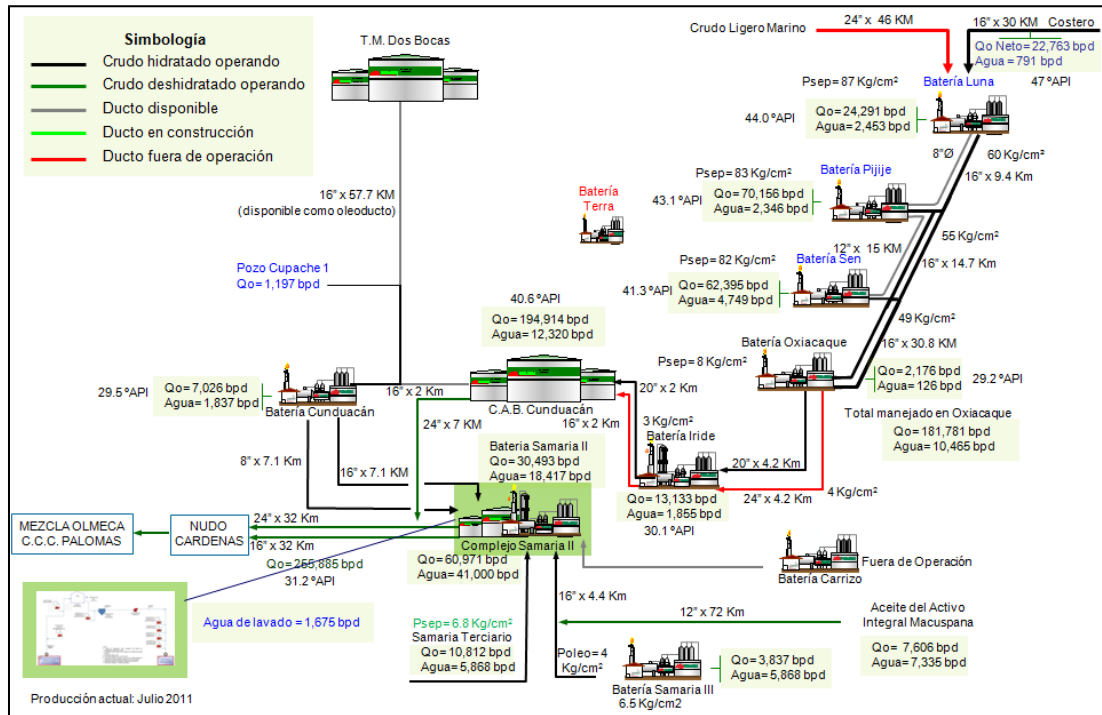 Simbología
Crudo hidratado operando
Crudo deshidratado operando
Ducto disponible
Ducto en construcción
Ducto fuera de operación
T.M. Dos Bocas
16” x 57.7 KM
(disponible como oleoducto)
Pozo Cupache 1
Qo = 1,197 bpd
Crudo Ligero Marino
24” x 46 KM
16” x 30 KM Costero
Qo Neto= 22,763 bpd
Agua = 791 bpd
47 ºAPI
Psep= 87 Kg/cm²
Batería Luna
44.0 ºAPI
Qo = 24,291 bpd
Agua= 2,453 bpd
8”Ø
60 Kg/cm²
16” x 9.4 Km
Psep= 83 Kg/cm²
Batería Pijije
43.1 ºAPI
Qo= 70,156 bpd
Agua= 2,346 bpd
Batería
Terra
12” x 15 KM
55 Kg/cm²
16” x 14.7 Km
Psep= 82 Kg/cm²
Batería Sen
41.3 ºAPI
Qo= 62,395 bpd
Agua= 4,749 bpd
49 Kg/cm²
16” x 30.8 KM
Batería Oxiacaque
Psep= 8 Kg/cm²
Qo= 2,176 bpd
Agua= 126 bpd
29.2 ºAPI
Total manejado en Oxiacaque
Qo= 181,781 bpd
Agua= 10,465 bpd
40.6 ºAPI
Qo= 194,914 bpd
Agua= 12,320 bpd
C.A.B. Cunduacán
20” x 2 Km
16” x 2 Km
16” x 2 Km
29.5 ºAPI
Qo= 7,026 bpd
Agua= 1,837 bpd
Batería Cunduacán
24” x 7 KM
3 Kg/cm²
Batería Iride
20” x 4.2 Km
24” x 4.2 Km
4 Kg/cm²
Qo= 13,133 bpd
Agua= 1,855 bpd
30.1 ºAPI
8” x 7.1 Km
16” x 7.1 KM
Bateria Samaria II
Qo= 30,493 bpd
Agua= 18,417 bpd
Complejo Samaria II
Qo= 60,971 bpd
Agua= 41,000 bpd
MEZCLA OLMECA
C.C.C. PALOMAS
NUDO
CARDENAS
24” x 32 Km
16” x 32 Km
Qo= 255,885 bpd
31.2 ºAPI
Batería Carrizo
Fuera de Operación
16” x 4.4 Km
12” x 72 Km
Aceite del Activo
Integral Macuspana
Qo = 7,606 bpd
Agua= 7,335 bpd
Agua de lavado = 1,675 bpd
Psep= 6.8 Kg/cm²
Samaria Terciario
Qo= 10,812 bpd
Agua= 5,868 bpd
Poleo= 4
Kg/cm²
Batería Samaria III
6.5 Kg/cm2
Qo= 3,837 bpd
Agua= 5,868 bpd
Producción actual: Julio 2011